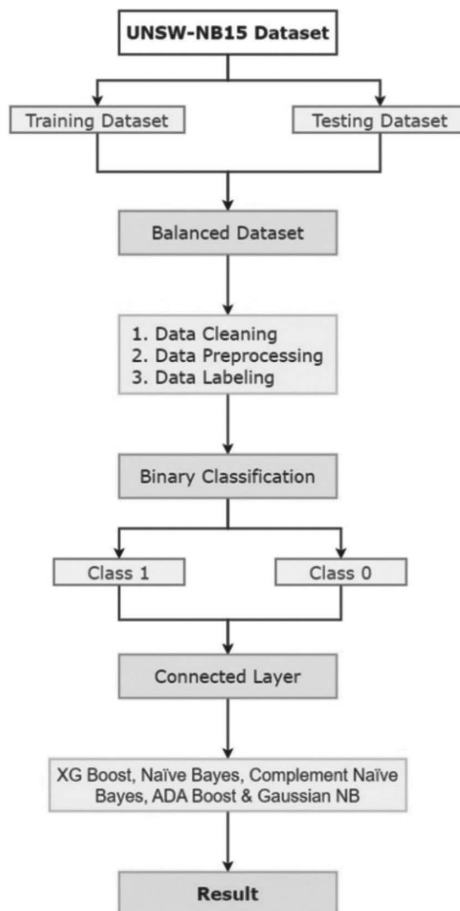 UNSW-NB15 Dataset
Training Dataset
Testing Dataset
Balanced Dataset
1. Data Cleaning
2. Data Preprocessing
3. Data Labeling
Binary Classification
Class 1
Class 0
Connected Layer
XG Boost, Naïve Bayes, Complement Naïve
Bayes, ADA Boost & Gaussian NB
Result